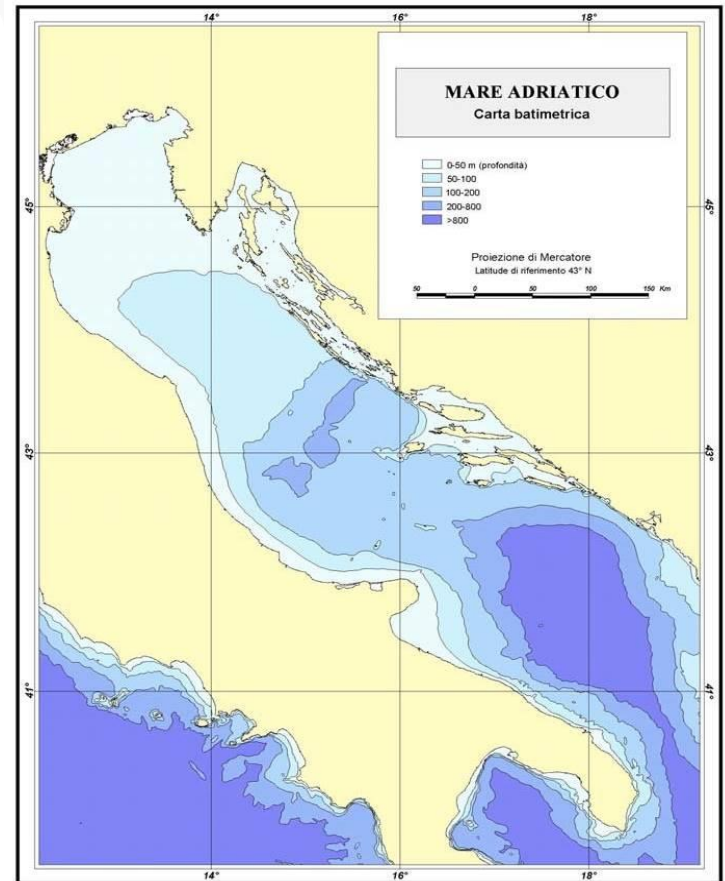 14°
16°
18°
MARE ADRIATICO
Carta batimetrica
0-50 m (profondità)
50-100
100-200
200-800
>800
Proiezione di Mercatore
Latitudine di riferimento 43° N
50 0 50 100 150 Km
45°
45°
43°
43°
41°
41°
14°
16°
18°